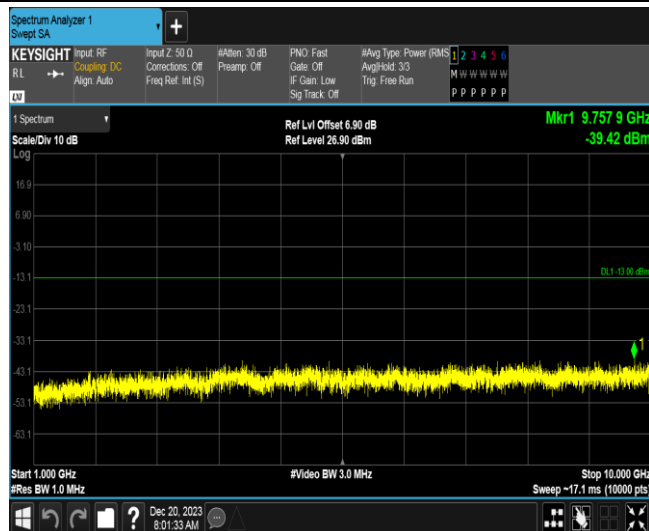 Spectrum Analyzer 1
Swept SA
+
KEYSIGHT
RL
LXI
Input: RF
Coupling: DC
Align: Auto
Input Z: 50 Ω
Corrections: Off
Freq Ref: Int (S)
#Atten: 30 dB
Preamp: Off
PNO: Fast
Gate: Off
IF Gain: Low
Sig Track: Off
#Avg Type: Power (RMS
Avg|Hold: 3/3
Trig: Free Run
1 2 3 4 5 6
M W W W W W
P P P P P P
1 Spectrum
Scale/Div 10 dB
Log
Ref Lvl Offset 6.90 dB
Ref Level 26.90 dBm
Mkr1 9.757 9 GHz
-39.42 dBm
16.9
6.90
-3.10
-13.1
DL1 -13.00 dBm
-23.1
-33.1
1
-43.1
-53.1
-63.1
Start 1.000 GHz
#Res BW 1.0 MHz
#Video BW 3.0 MHz
Stop 10.000 GHz
Sweep ~17.1 ms (10000 pts)
?
Dec 20, 2023
8:01:33 AM